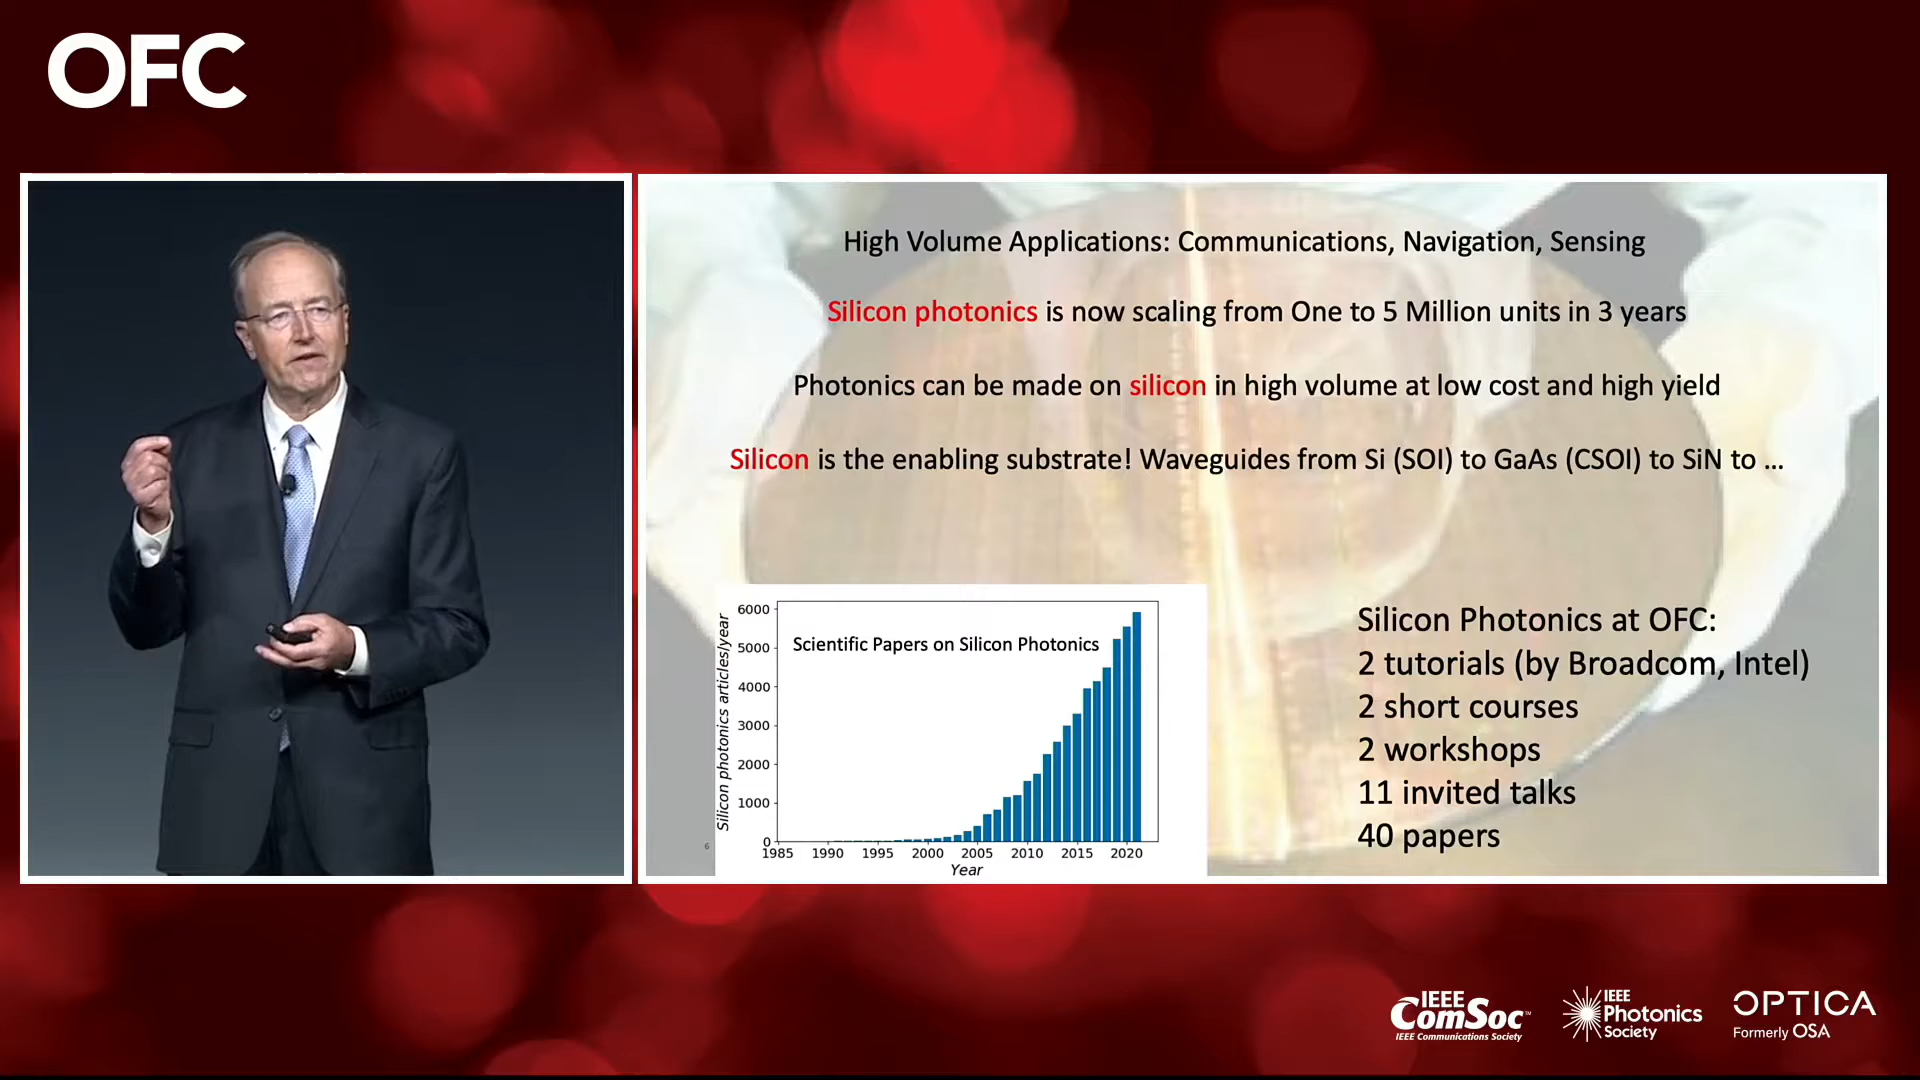 OFC
High Volume Applications: Communications, Navigation, Sensing
Silicon photonics is now scaling from One to 5 Million units in 3 years
Photonics can be made on silicon in high volume at low cost and high yield
Silicon is the enabling substrate! Waveguides from Si (SOI) to GaAs (CSOI) to SiN to ...
Scientific Papers on Silicon Photonics
Silicon photonics articles/year
6000
5000
4000
3000
2000
1000
0
1985 1990 1995 2000 2005 2010 2015 2020
Year
6
Silicon Photonics at OFC:
2 tutorials (by Broadcom, Intel)
2 short courses
2 workshops
11 invited talks
40 papers
IEEE
ComSoc™
IEEE Communications Society
IEEE
Photonics
Society
OPTICA
Formerly OSA